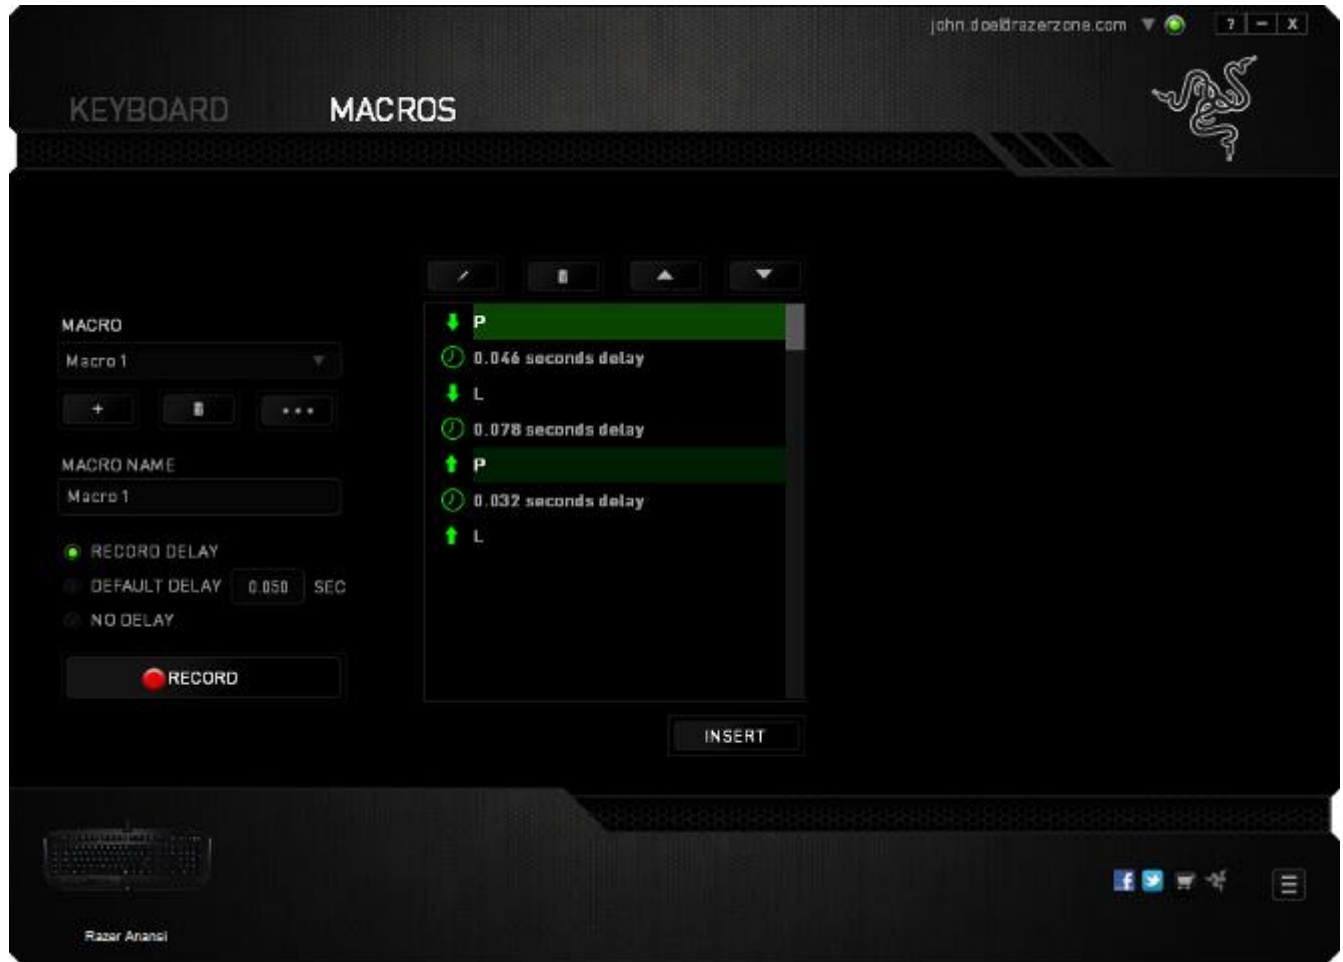 john.doe@razerzone.com
? – X
KEYBOARD MACROS
MACRO
Macro 1
+
MACRO NAME
Macro 1
RECORD DELAY
DEFAULT DELAY 0.050 SEC
NO DELAY
RECORD
P
0.046 seconds delay
L
0.078 seconds delay
P
0.032 seconds delay
L
INSERT
Razer Anansi